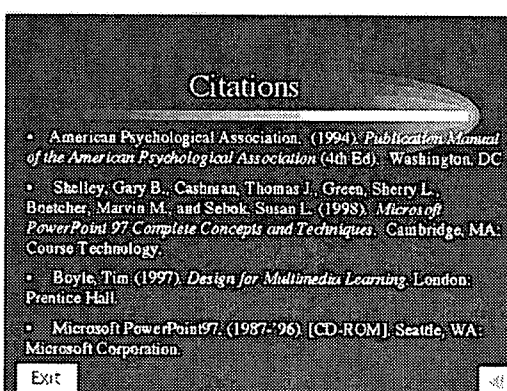 Citations
• American Psychological Association. (1994). Publication Manual
of the American Psychological Association (4th Ed). Washington, DC
• Shelley, Gary B., Cashman, Thomas J., Green, Sherry L.,
Boetcher, Marvin M., and Sebok, Susan L. (1998). Microsoft
PowerPoint 97 Complete Concepts and Techniques. Cambridge, MA:
Course Technology.
• Boyle, Tim (1997). Design for Multimedia Learning. London:
Prentice Hall.
• Microsoft PowerPoint97. (1987-'96). [CD-ROM]. Seattle, WA:
Microsoft Corporation.
Exit